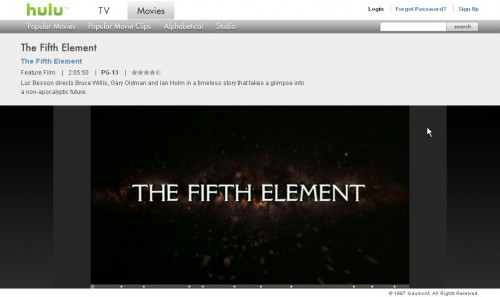 hulu TV Movies Login Forgot Password? Sign Up
Popular Movies Popular Movie Clips Alphabetical Studio search
The Fifth Element
The Fifth Element
Feature Film | 2:05:50 | PG-13 |
Luc Besson directs Bruce Willis, Gary Oldman and Ian Holm in a timeless story that takes a glimpse into
a non-apocalyptic future.
THE FIFTH ELEMENT
© 1997 Gaumont. All Rights Reserved.